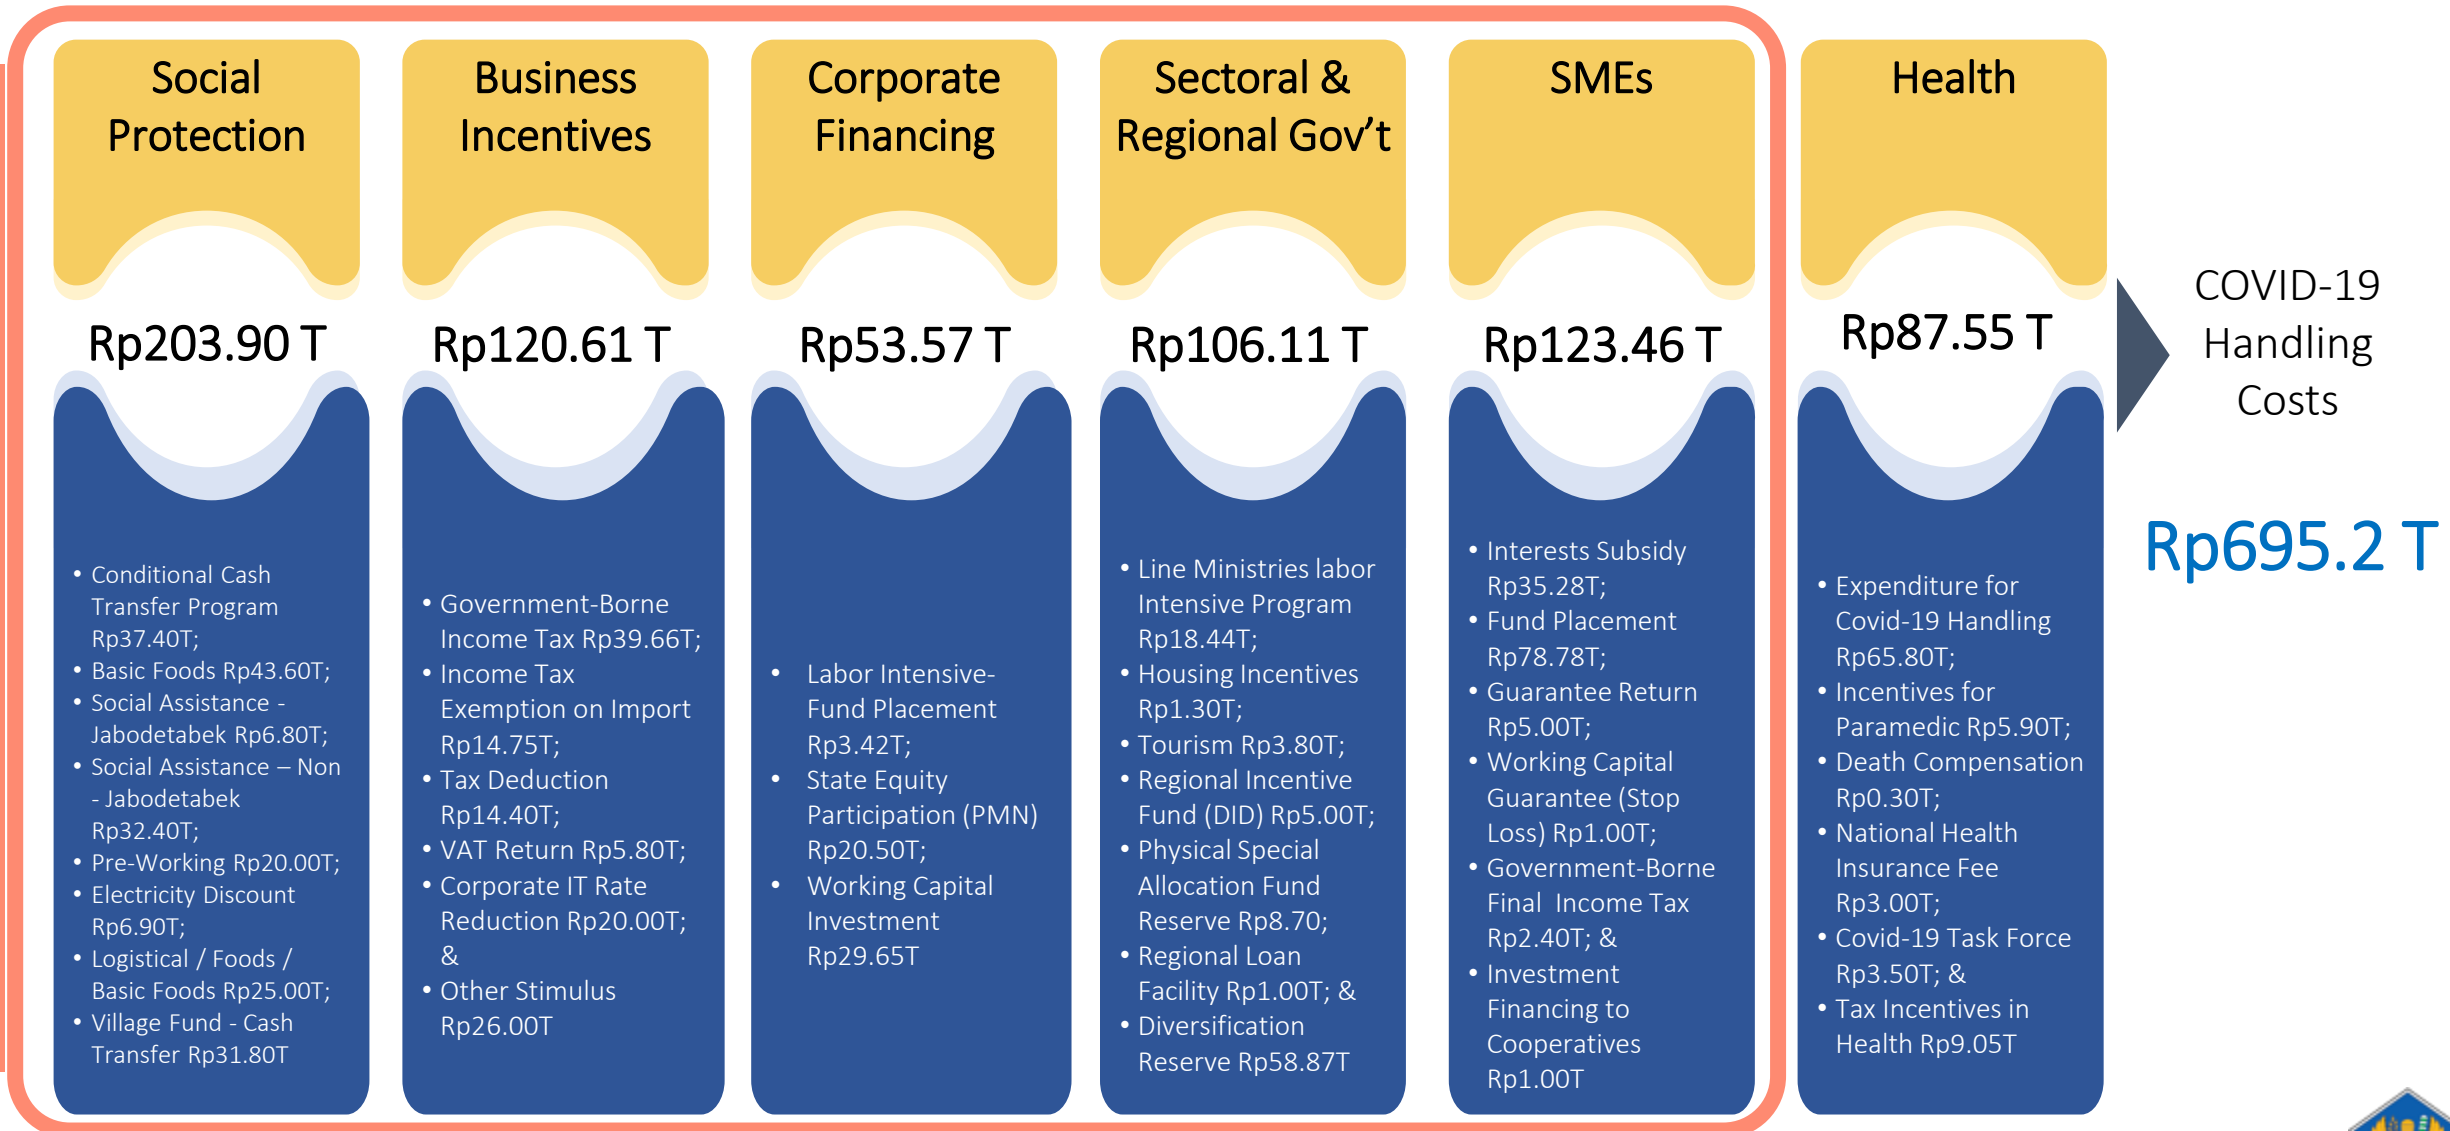 Social
Protection
Rp203.90 T
• Conditional Cash
Transfer Program
Rp37.40T;
• Basic Foods Rp43.60T;
• Social Assistance -
Jabodetabek Rp6.80T;
• Social Assistance – Non
- Jabodetabek
Rp32.40T;
• Pre-Working Rp20.00T;
• Electricity Discount
Rp6.90T;
• Logistical / Foods /
Basic Foods Rp25.00T;
• Village Fund - Cash
Transfer Rp31.80T
Business
Incentives
Rp120.61 T
• Government-Borne
Income Tax Rp39.66T;
• Income Tax
Exemption on Import
Rp14.75T;
• Tax Deduction
Rp14.40T;
• VAT Return Rp5.80T;
• Corporate IT Rate
Reduction Rp20.00T;
&
• Other Stimulus
Rp26.00T
Corporate
Financing
Rp53.57 T
• Labor Intensive-
Fund Placement
Rp3.42T;
• State Equity
Participation (PMN)
Rp20.50T;
• Working Capital
Investment
Rp29.65T
Sectoral &
Regional Gov’t
Rp106.11 T
• Line Ministries labor
Intensive Program
Rp18.44T;
• Housing Incentives
Rp1.30T;
• Tourism Rp3.80T;
• Regional Incentive
Fund (DID) Rp5.00T;
• Physical Special
Allocation Fund
Reserve Rp8.70;
• Regional Loan
Facility Rp1.00T; &
• Diversification
Reserve Rp58.87T
SMEs
Rp123.46 T
• Interests Subsidy
Rp35.28T;
• Fund Placement
Rp78.78T;
• Guarantee Return
Rp5.00T;
• Working Capital
Guarantee (Stop
Loss) Rp1.00T;
• Government-Borne
Final Income Tax
Rp2.40T; &
• Investment
Financing to
Cooperatives
Rp1.00T
Health
Rp87.55 T
• Expenditure for
Covid-19 Handling
Rp65.80T;
• Incentives for
Paramedic Rp5.90T;
• Death Compensation
Rp0.30T;
• National Health
Insurance Fee
Rp3.00T;
• Covid-19 Task Force
Rp3.50T; &
• Tax Incentives in
Health Rp9.05T
COVID-19
Handling
Costs
Rp695.2 T